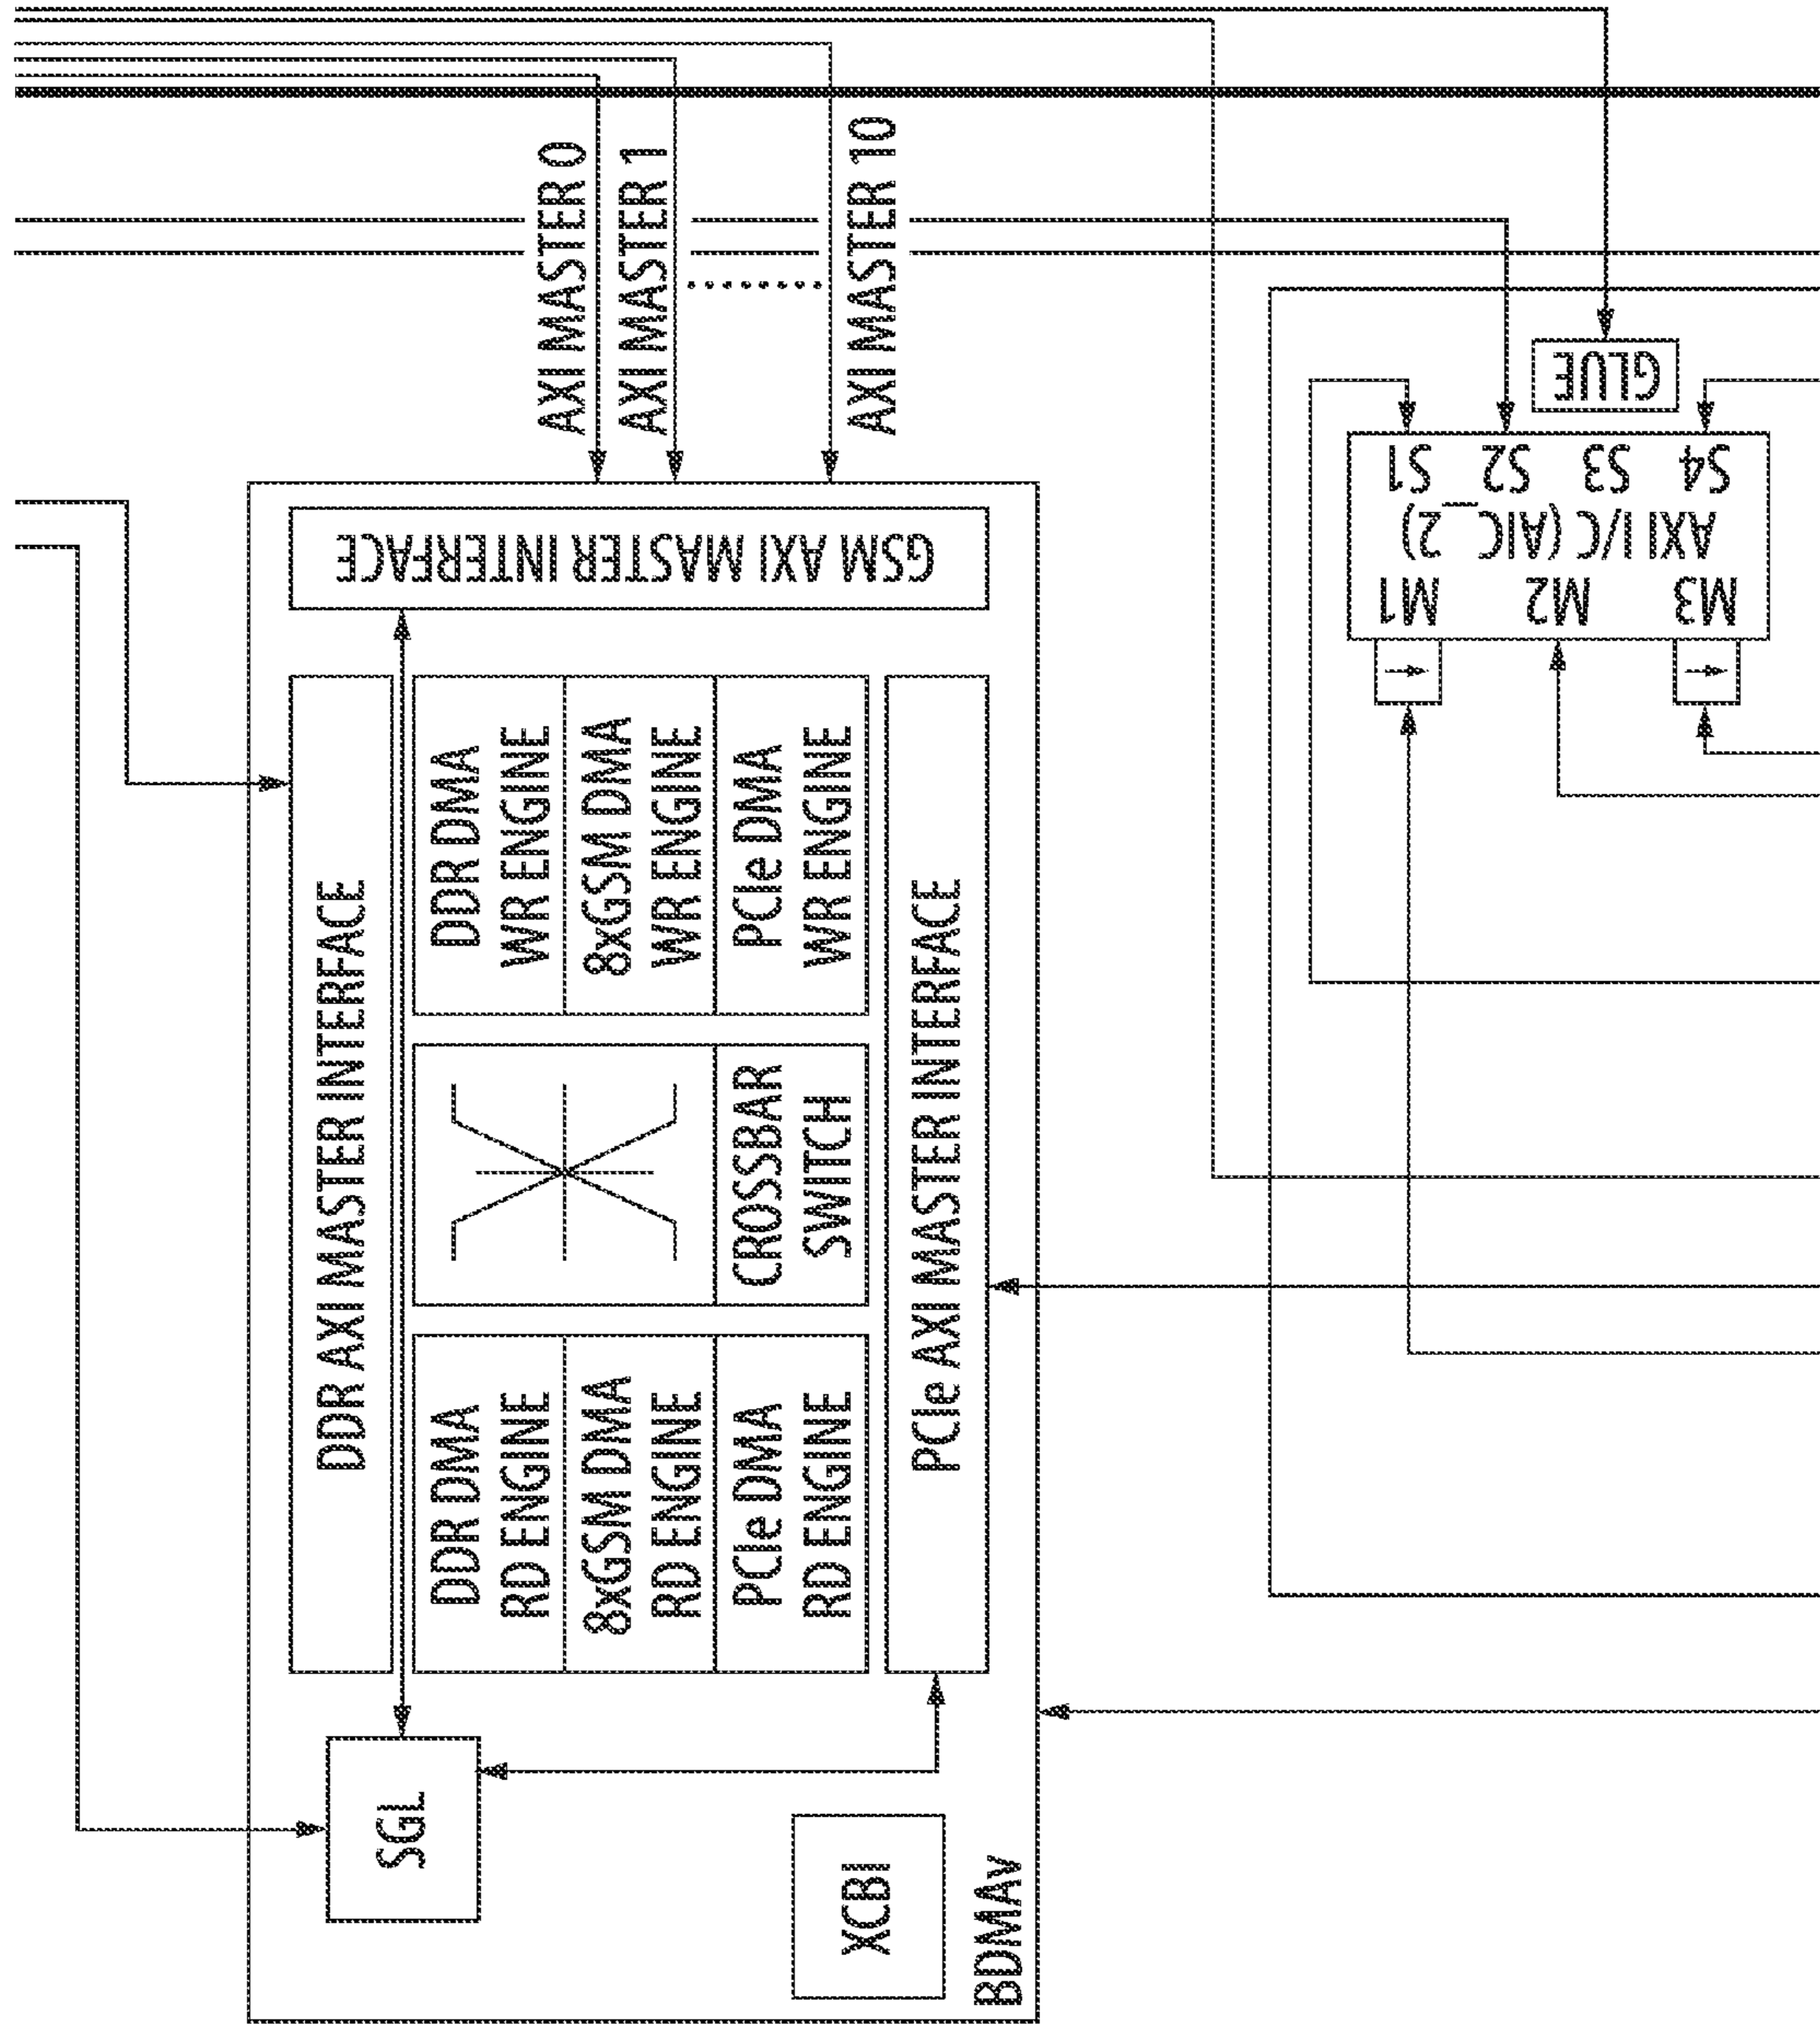 AXI MASTER 0
AXI MASTER 1
AXI MASTER 10
GSM AXI MASTER INTERFACE
DDR AXI MASTER INTERFACE
DDR DMA
WR ENGINE
8xGSM DMA
WR ENGINE
PCIe DMA
WR ENGINE
CROSSBAR
SWITCH
DDR DMA
RD ENGINE
8xGSM DMA
RD ENGINE
PCIe DMA
RD ENGINE
PCIe AXI MASTER INTERFACE
SGL
XCBI
BDMAv
GLUE
S1 S2 S3 S4
AXI I/C (AIC_2)
M1 M2 M3